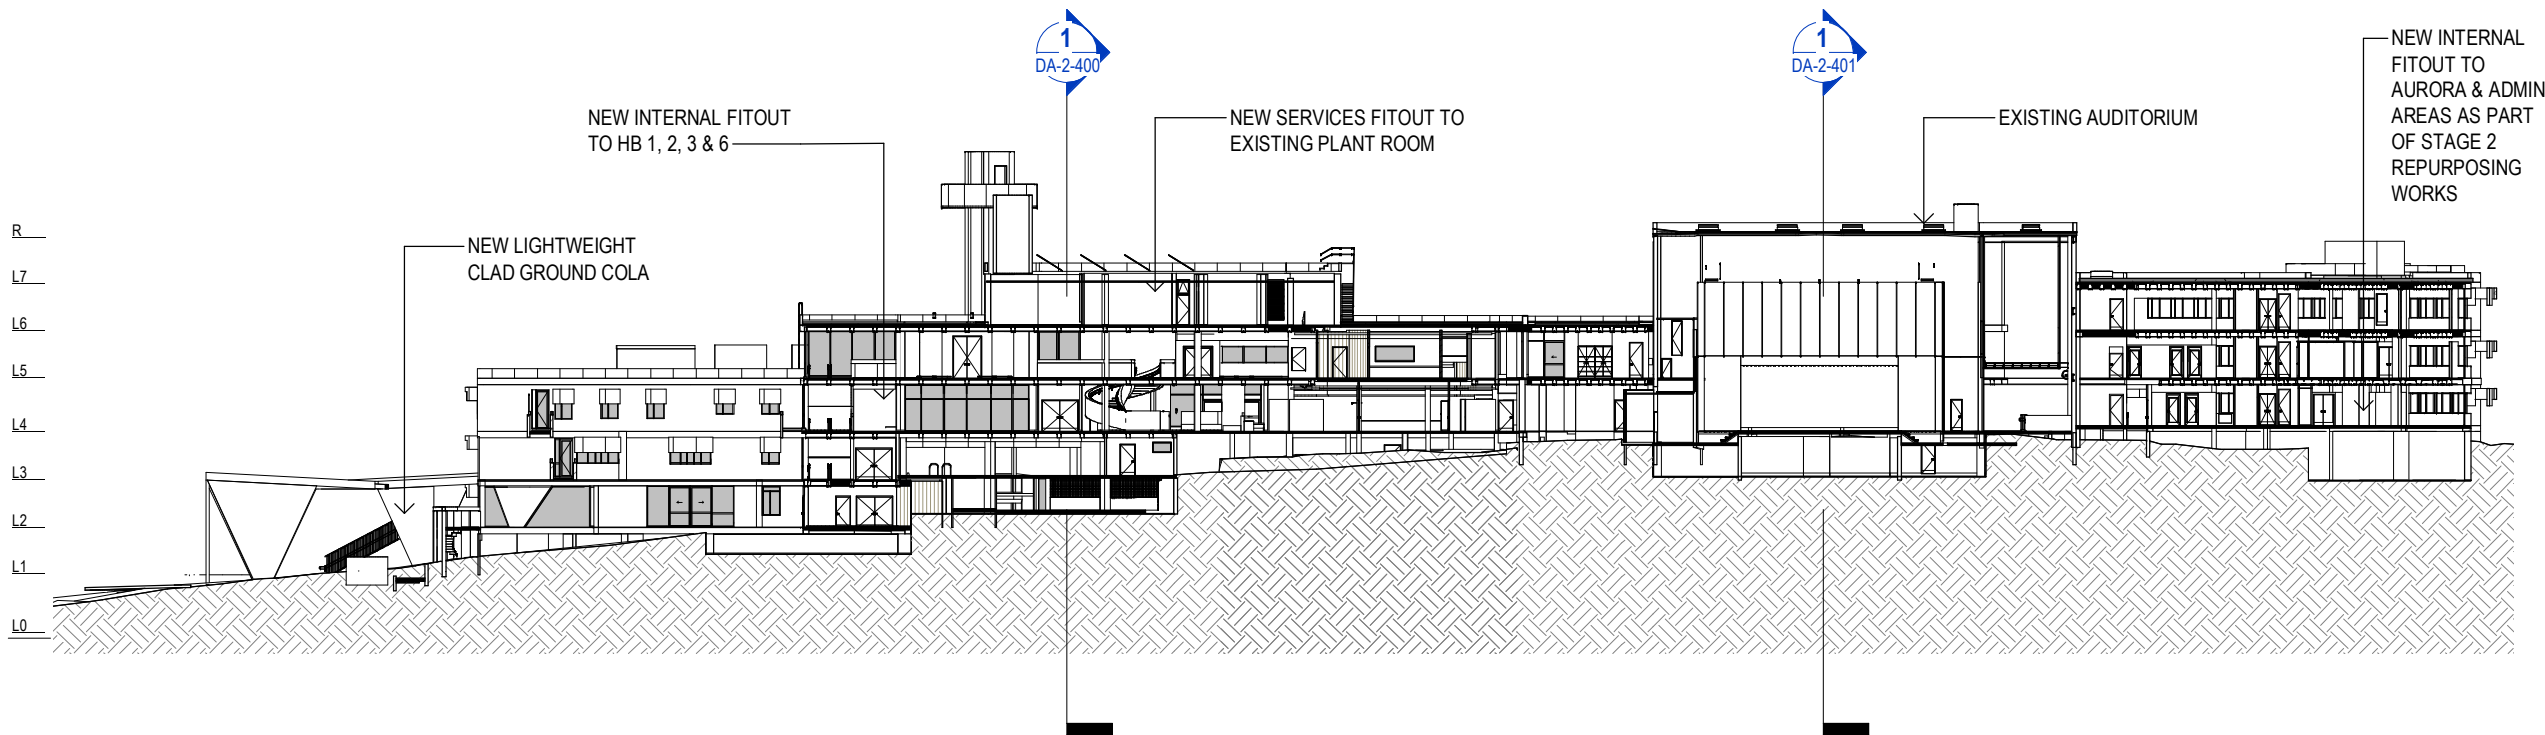 1
DA-2-400
1
DA-2-401
NEW INTERNAL
FITOUT TO
AURORA & ADMIN
AREAS AS PART
OF STAGE 2
REPURPOSING
WORKS
NEW INTERNAL FITOUT
TO HB 1, 2, 3 & 6
NEW SERVICES FITOUT TO
EXISTING PLANT ROOM
EXISTING AUDITORIUM
NEW LIGHTWEIGHT
CLAD GROUND COLA
R
L7
L6
L5
L4
L3
L2
L1
L0